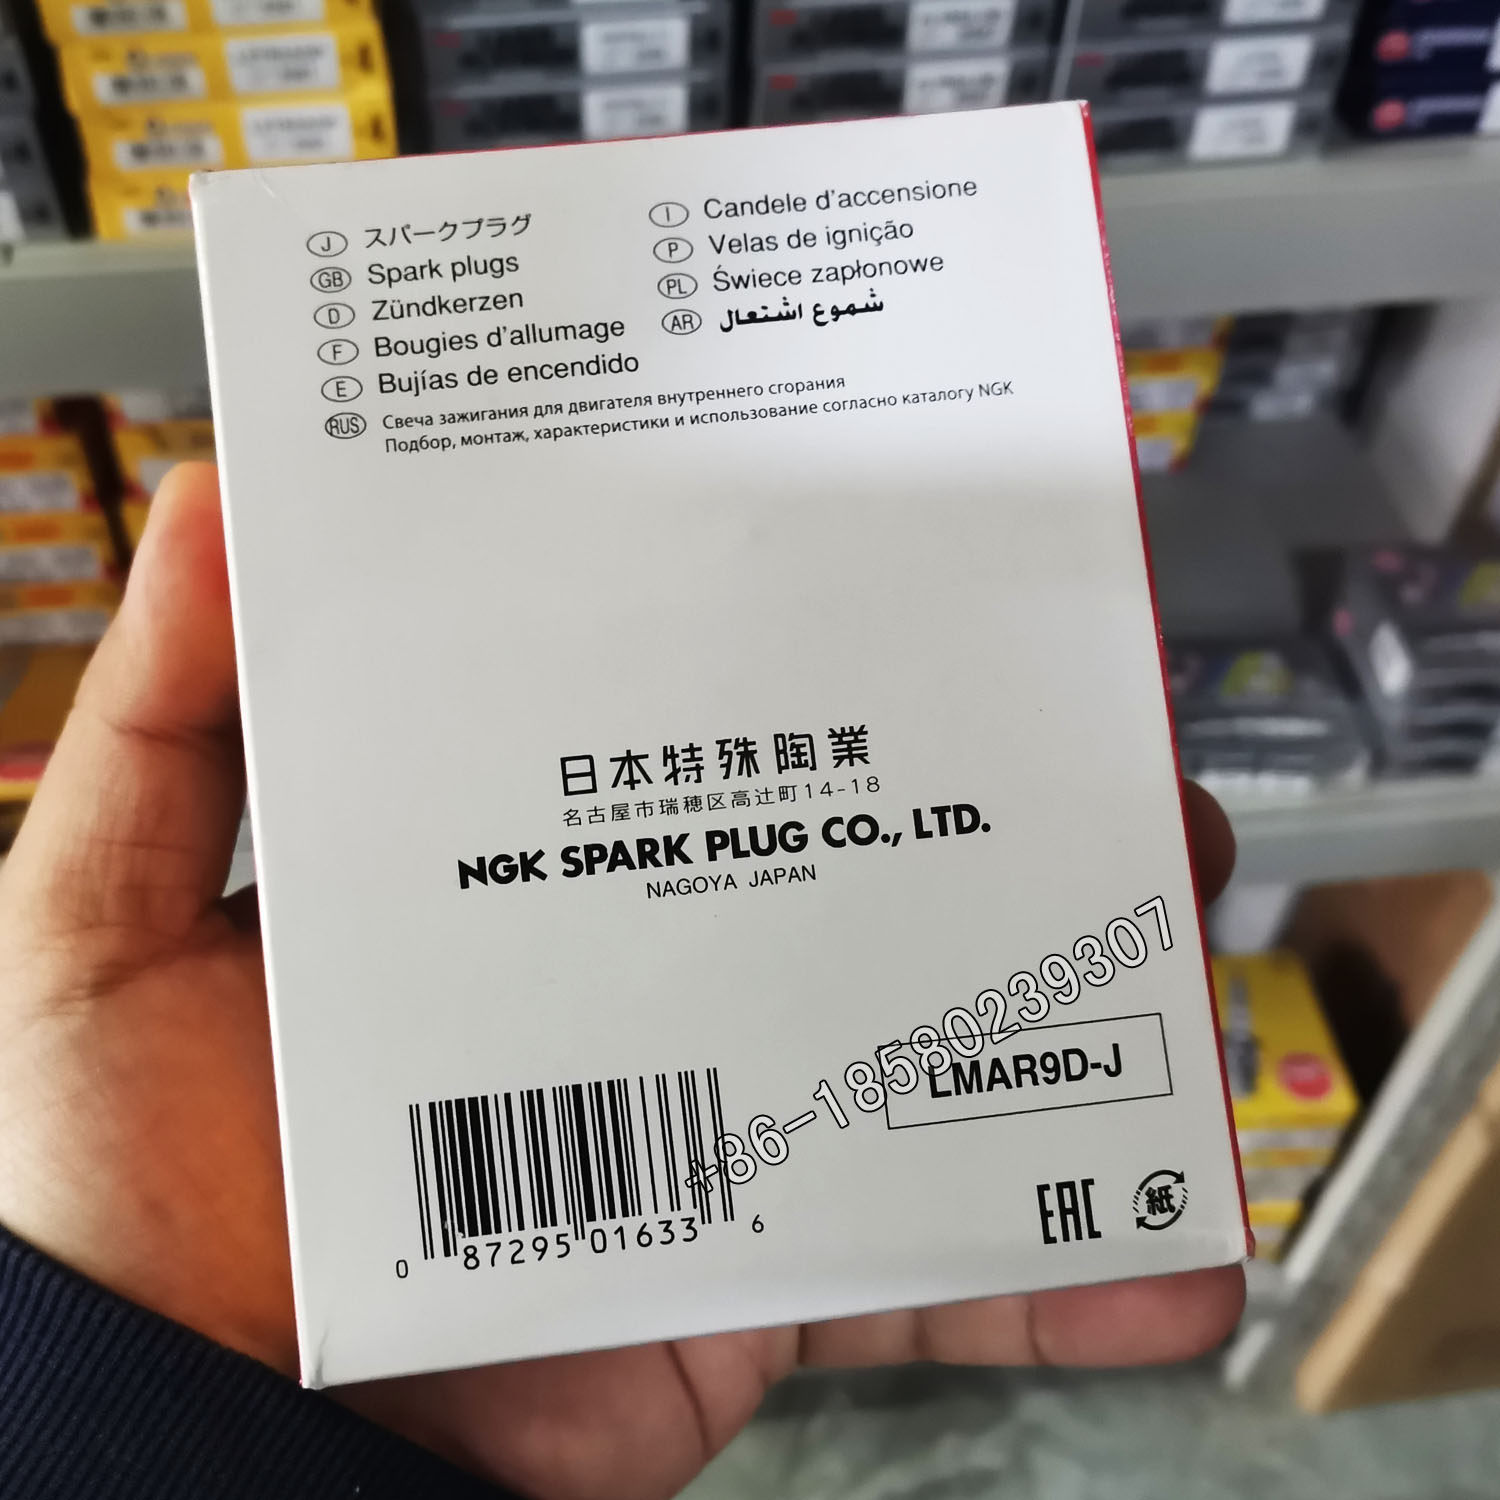 J スパークプラグ
GB Spark plugs
D Zündkerzen
F Bougies d'allumage
E Bujías de encendido
I Candele d'accensione
P Velas de ignição
PL Świece zapłonowe
AR شموع اشتعال
RUS Свеча зажигания для двигателя внутреннего сгорания
Подбор, монтаж, характеристики и использование согласно каталогу NGK
日本特殊陶業
名古屋市瑞穂区高辻町14-18
NGK SPARK PLUG CO., LTD.
NAGOYA JAPAN
+86-18580239307
LMAR9D-J
0 87295 01633 6
EAC 紙